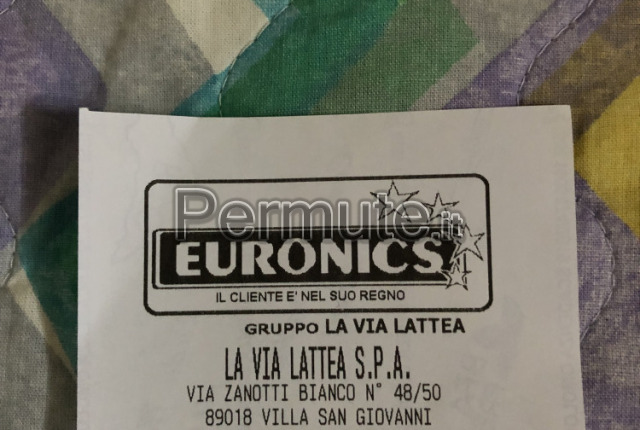 Permute.it
EURONICS
IL CLIENTE E' NEL SUO REGNO
GRUPPO LA VIA LATTEA
LA VIA LATTEA S.P.A.
VIA ZANOTTI BIANCO N° 48/50
89018 VILLA SAN GIOVANNI